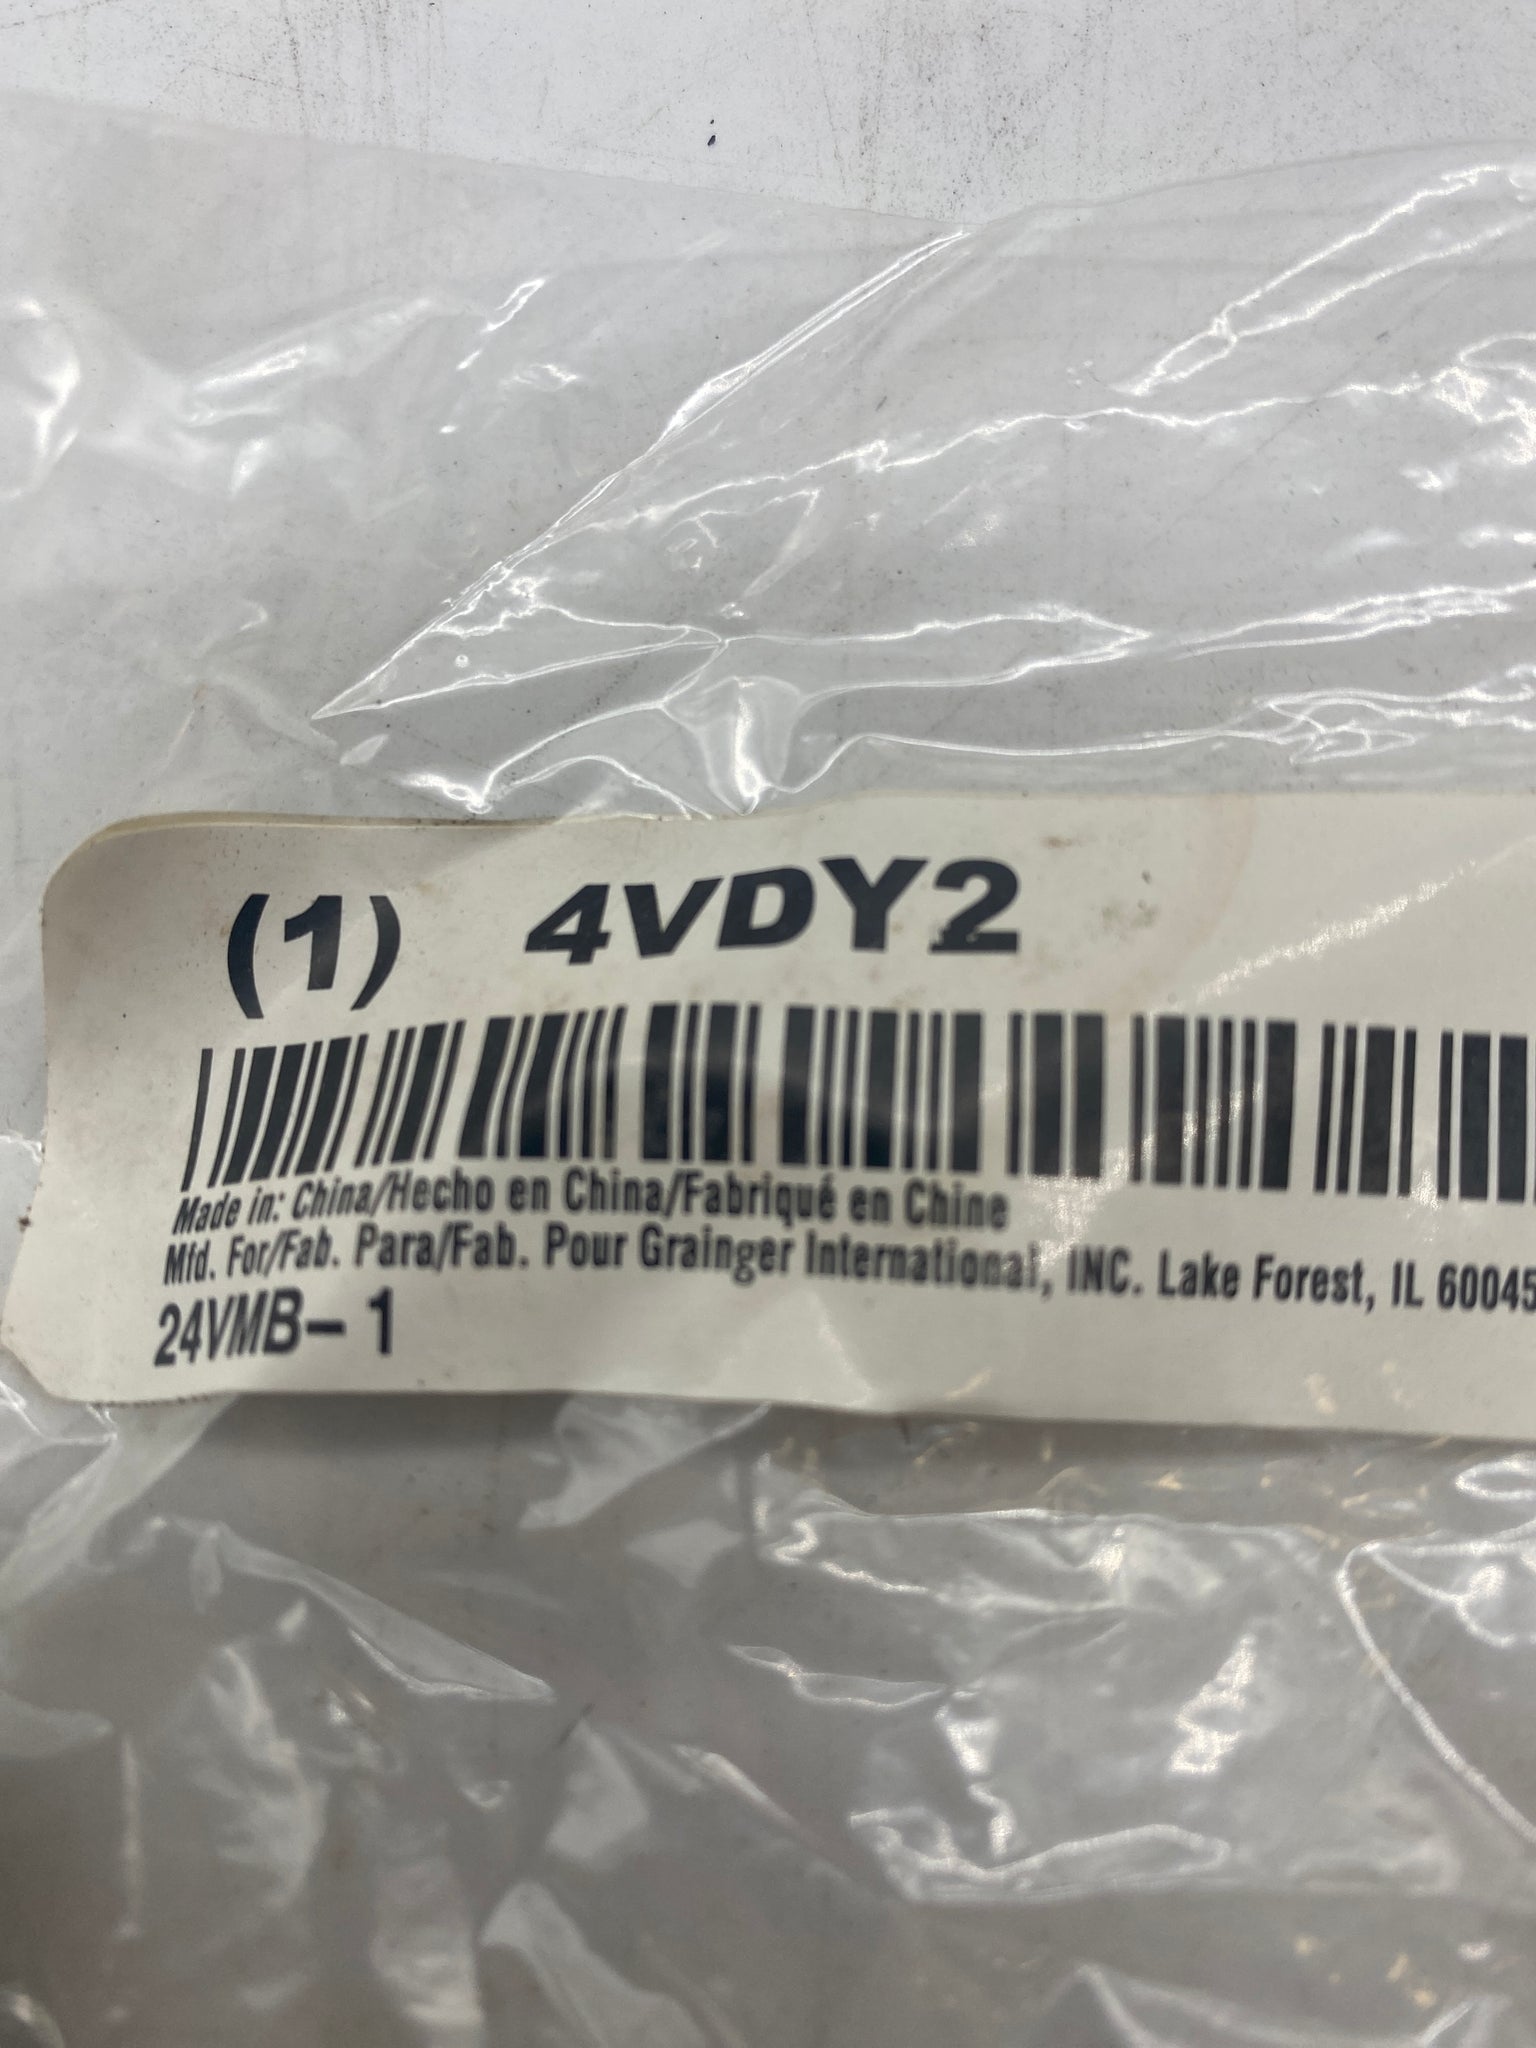 (1) 4VDY2
Made in: China/Hecho en China/Fabriqué en Chine
Mfd. For/Fab. Para/Fab. Pour Grainger International, INC. Lake Forest, IL 60045
24VMB-1